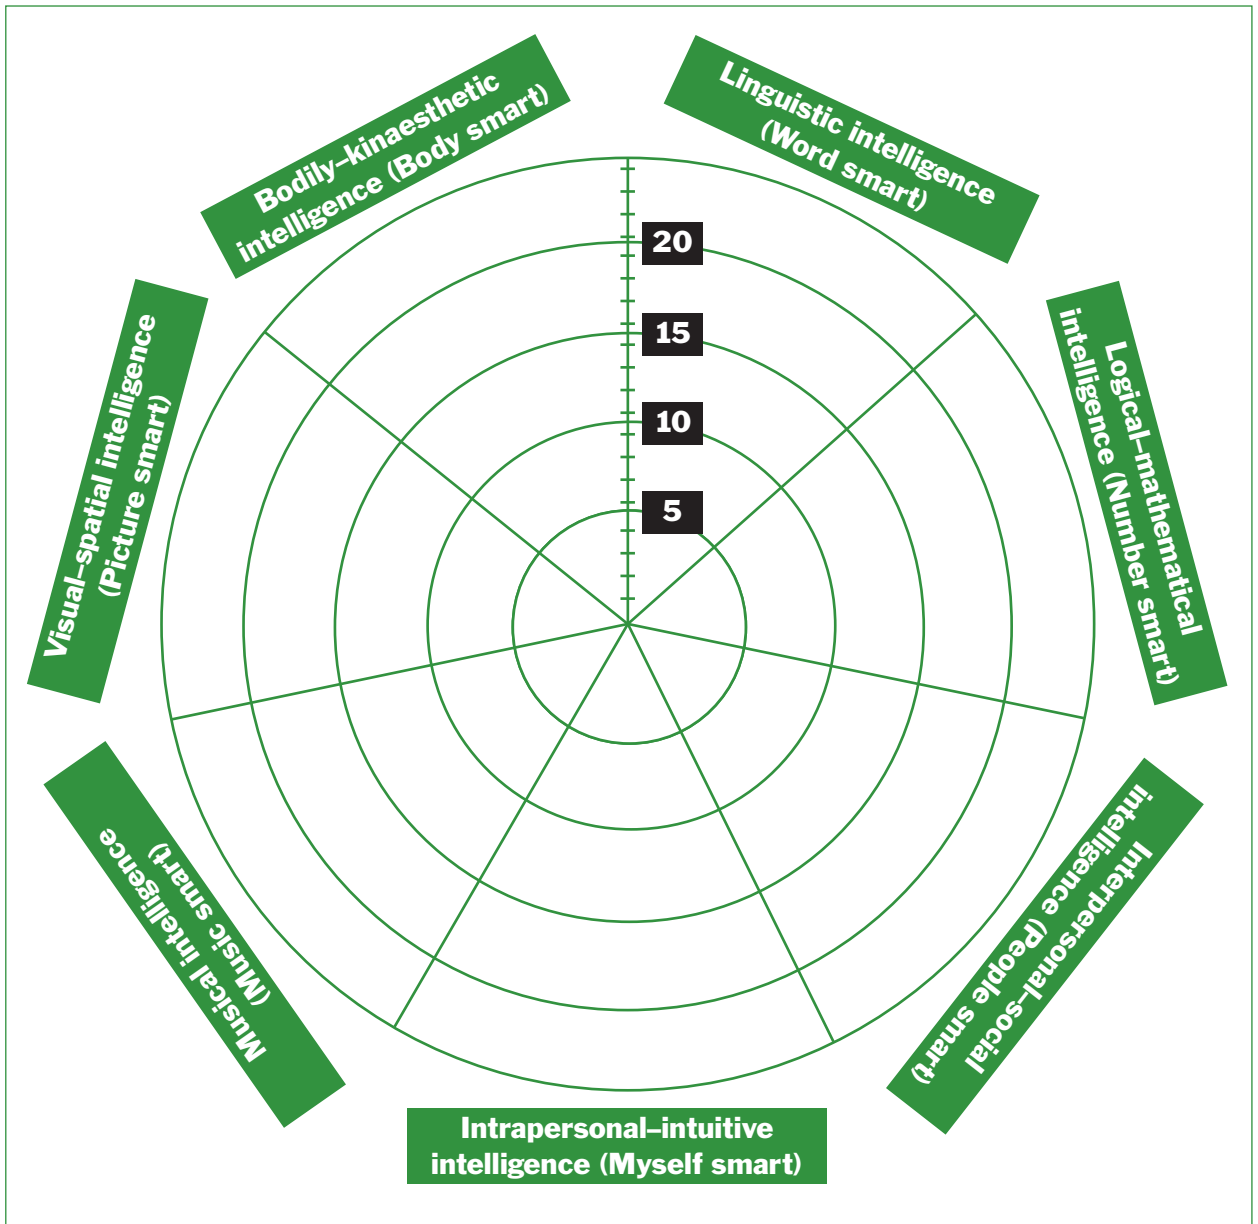 Bodily–kinaesthetic
intelligence (Body smart)
Linguistic intelligence
(Word smart)
Visual–spatial intelligence
(Picture smart)
20
15
10
5
Logical–mathematical
intelligence (Number smart)
Musical intelligence
(Music smart)
Interpersonal–social
intelligence (People smart)
Intrapersonal–intuitive
intelligence (Myself smart)